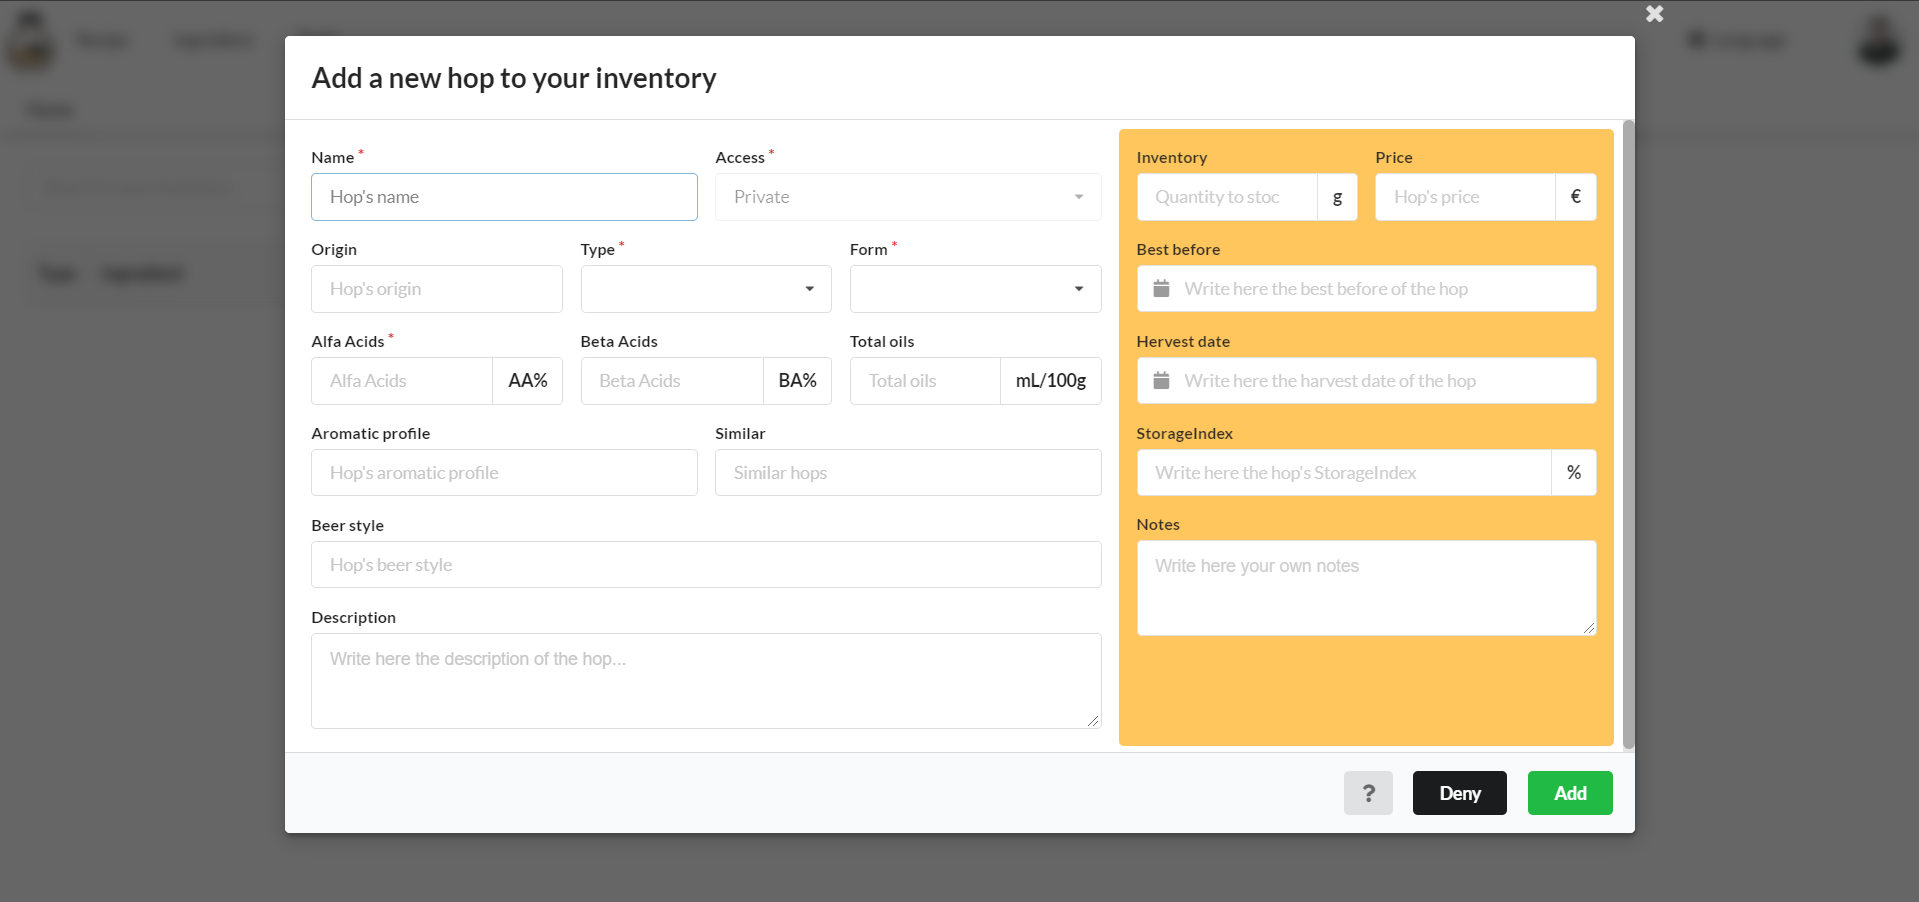 Add a new hop to your inventory
Name *
Access *
Hop's name
Private
Origin
Type *
Form *
Hop's origin
Alfa Acids *
Beta Acids
Total oils
Alfa Acids AA%
Beta Acids BA%
Total oils mL/100g
Aromatic profile
Similar
Hop's aromatic profile
Similar hops
Beer style
Hop's beer style
Description
Write here the description of the hop...
Inventory
Price
Quantity to stoc g
Hop's price €
Best before
Write here the best before of the hop
Hervest date
Write here the harvest date of the hop
StorageIndex
Write here the hop's StorageIndex %
Notes
Write here your own notes
? Deny Add